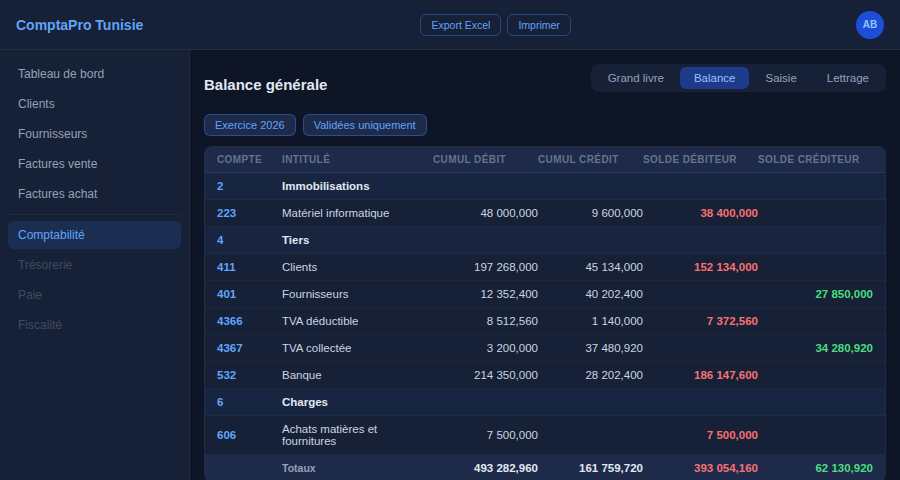 ComptaPro Tunisie
Export Excel
Imprimer
AB
Tableau de bord
Clients
Fournisseurs
Factures vente
Factures achat
Comptabilité
Trésorerie
Paie
Fiscalité
Balance générale
Grand livre
Balance
Saisie
Lettrage
Exercice 2026
Validées uniquement
COMPTE INTITULÉ CUMUL DÉBIT CUMUL CRÉDIT SOLDE DÉBITEUR SOLDE CRÉDITEUR
2 Immobilisations
223 Matériel informatique 48 000,000 9 600,000 38 400,000
4 Tiers
411 Clients 197 268,000 45 134,000 152 134,000
401 Fournisseurs 12 352,400 40 202,400 27 850,000
4366 TVA déductible 8 512,560 1 140,000 7 372,560
4367 TVA collectée 3 200,000 37 480,920 34 280,920
532 Banque 214 350,000 28 202,400 186 147,600
6 Charges
606 Achats matières et fournitures 7 500,000 7 500,000
Totaux 493 282,960 161 759,720 393 054,160 62 130,920